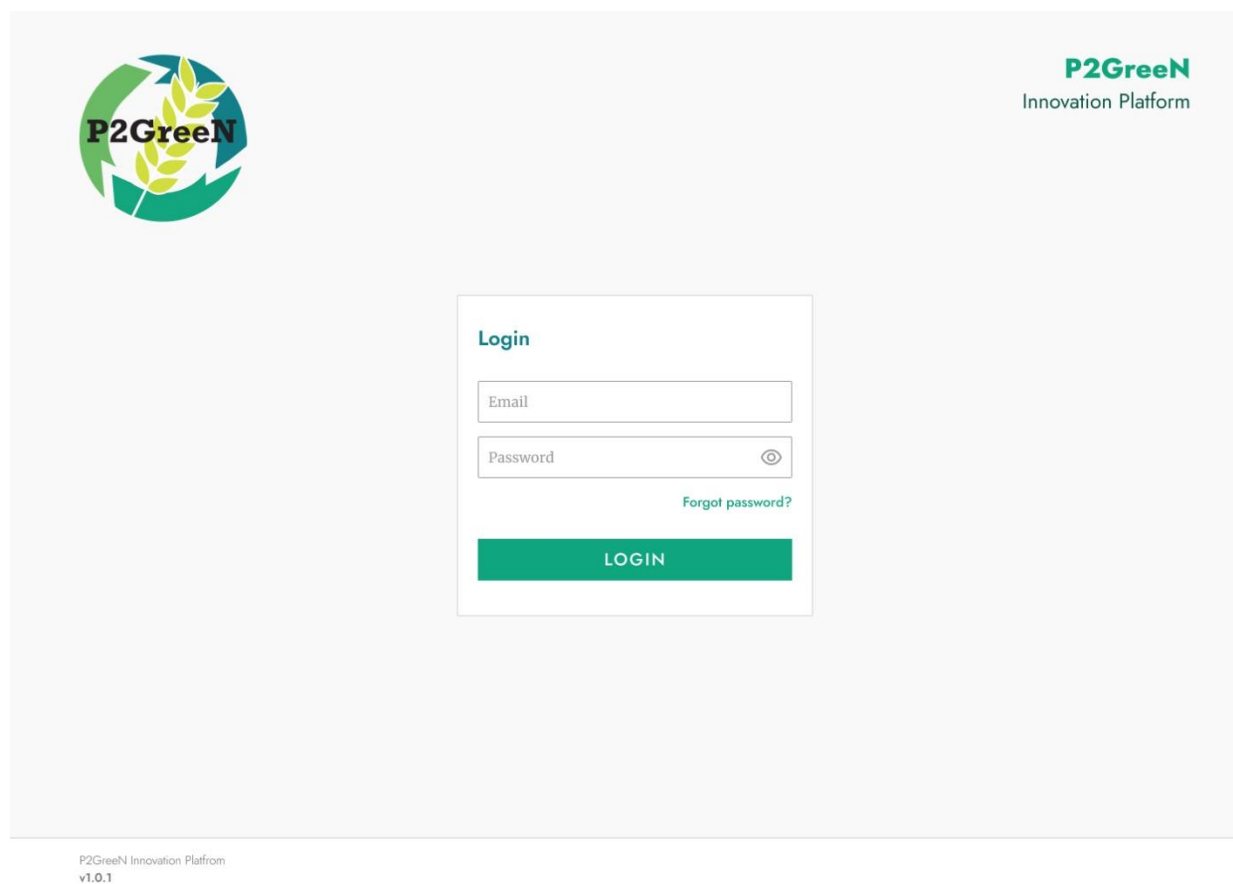 P2GreeN
P2GreeN
Innovation Platform
Login
Email
Password
Forgot password?
LOGIN
P2GreeN Innovation Platfrom
v1.0.1